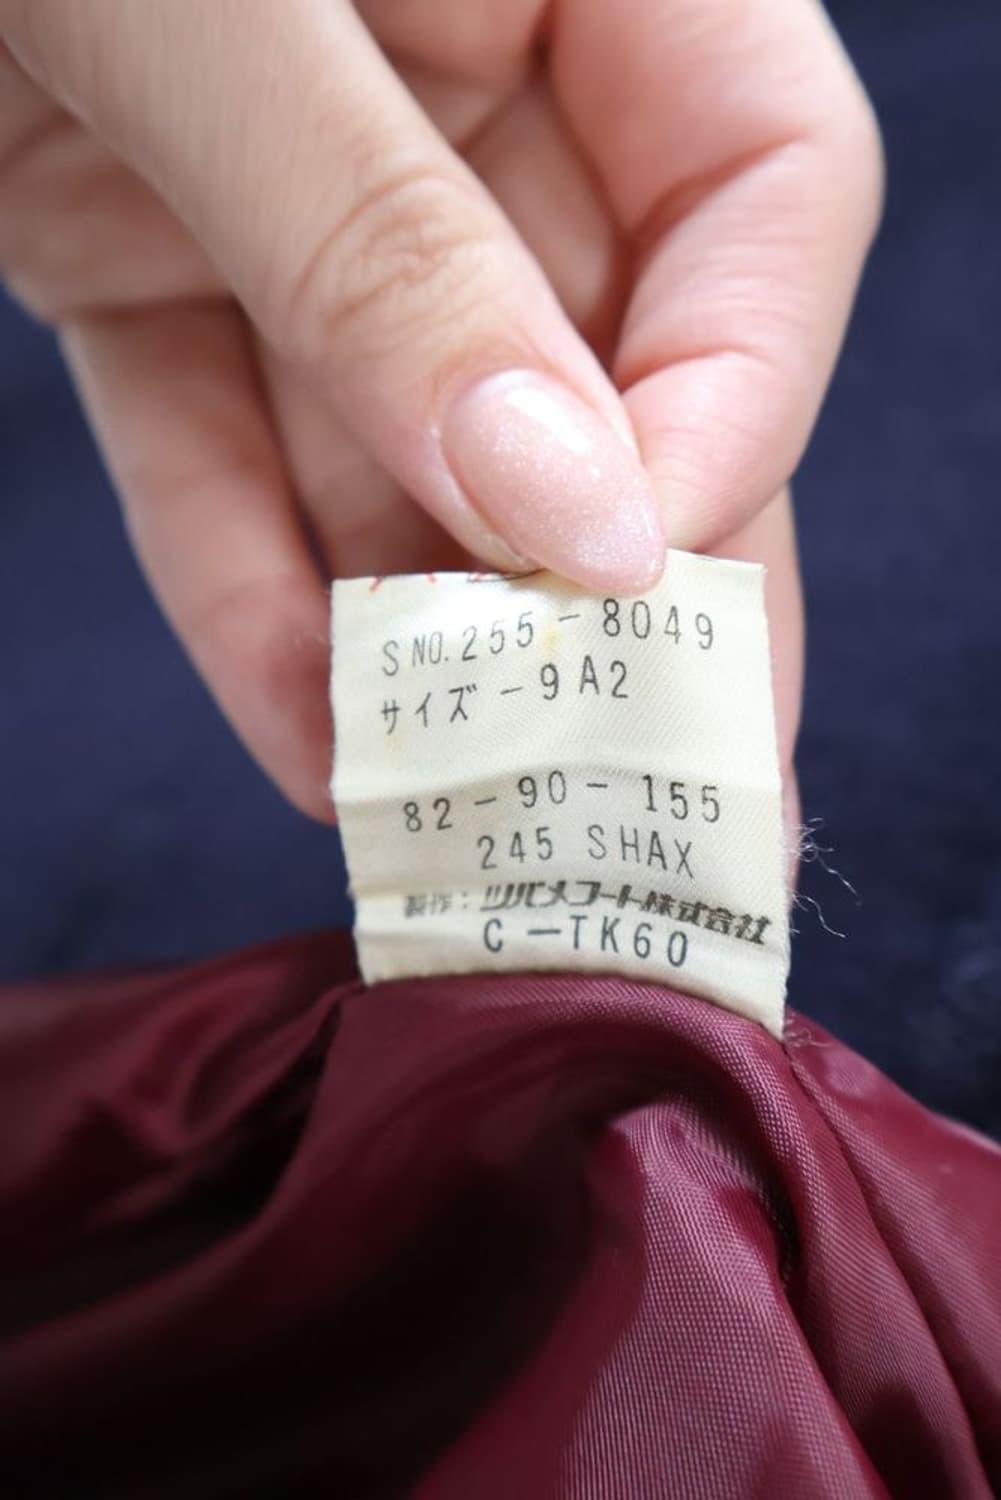 S NO.255-8049
サイズ-9A2
82-90-155
245 SHAX
製作：ツバメコート株式会社
C-TK60